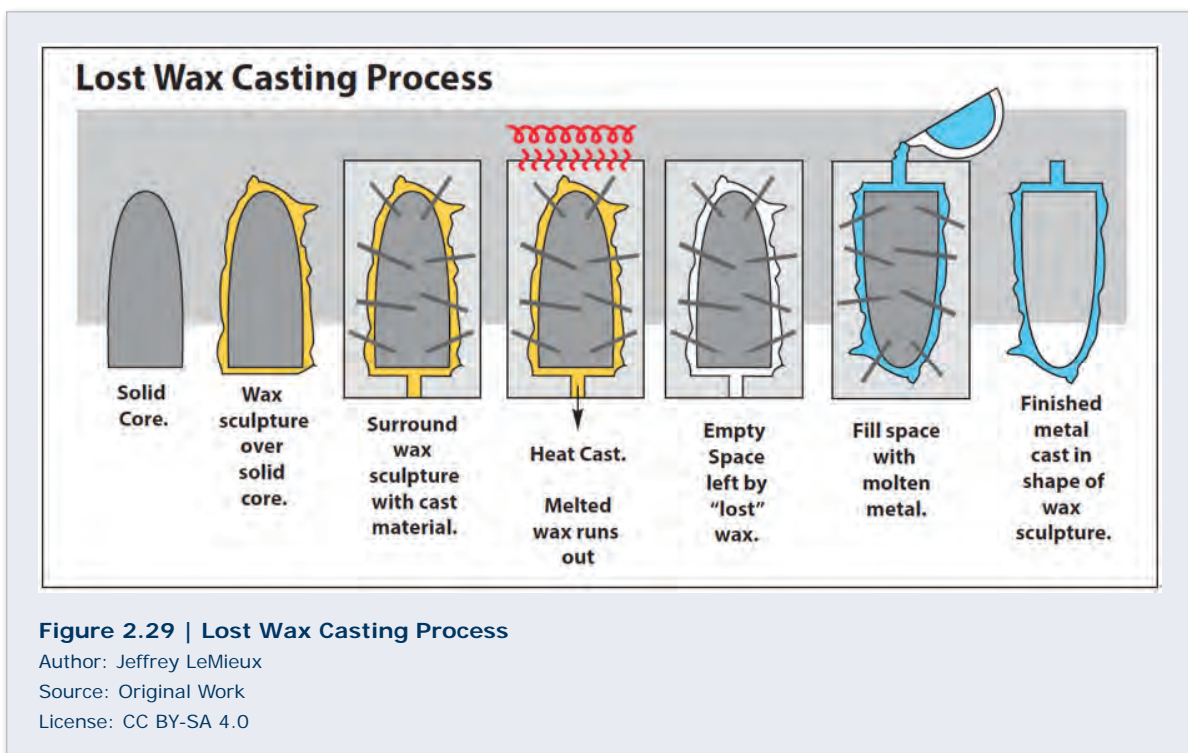 Lost Wax Casting Process
Solid
Core.
Wax
sculpture
over
solid
core.
Surround
wax
sculpture
with cast
material.
Heat Cast.
Melted
wax runs
out
Empty
Space
left by
"lost"
wax.
Fill space
with
molten
metal.
Finished
metal
cast in
shape of
wax
sculpture.
Figure 2.29 | Lost Wax Casting Process
Author: Jeffrey LeMieux
Source: Original Work
License: CC BY-SA 4.0